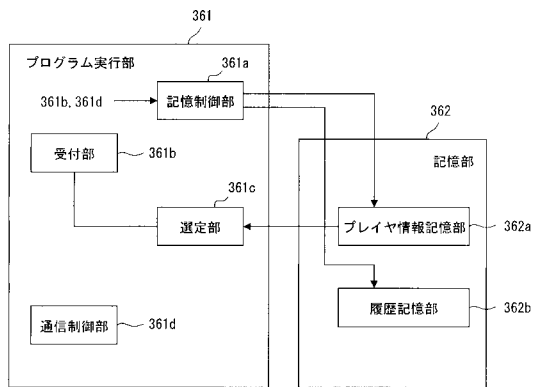 361
プログラム実行部
361a
361b, 361d
記憶制御部
362
記憶部
受付部
361b
361c
選定部
プレイヤ情報記憶部
362a
履歴記憶部
362b
通信制御部
361d